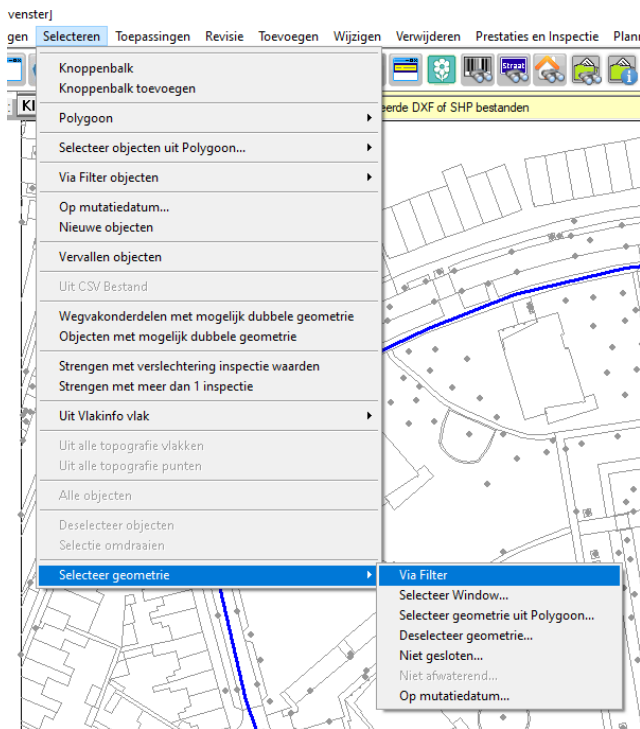 venster]
gen Selecteren Toepassingen Revisie Toevoegen Wijzigen Verwijderen Prestaties en Inspectie Plan
Straat
KI
eerde DXF of SHP bestanden
Knoppenbalk
Knoppenbalk toevoegen
Polygoon
Selecteer objecten uit Polygoon...
Via Filter objecten
Op mutatiedatum...
Nieuwe objecten
Vervallen objecten
Uit CSV Bestand
Wegvakonderdelen met mogelijk dubbele geometrie
Objecten met mogelijk dubbele geometrie
Strengen met verslechtering inspectie waarden
Strengen met meer dan 1 inspectie
Uit Vlakinfo vlak
Uit alle topografie vlakken
Uit alle topografie punten
Alle objecten
Deselecteer objecten
Selectie omdraaien
Selecteer geometrie
Via Filter
Selecteer Window...
Selecteer geometrie uit Polygoon...
Deselecteer geometrie...
Niet gesloten...
Niet afwaterend...
Op mutatiedatum...